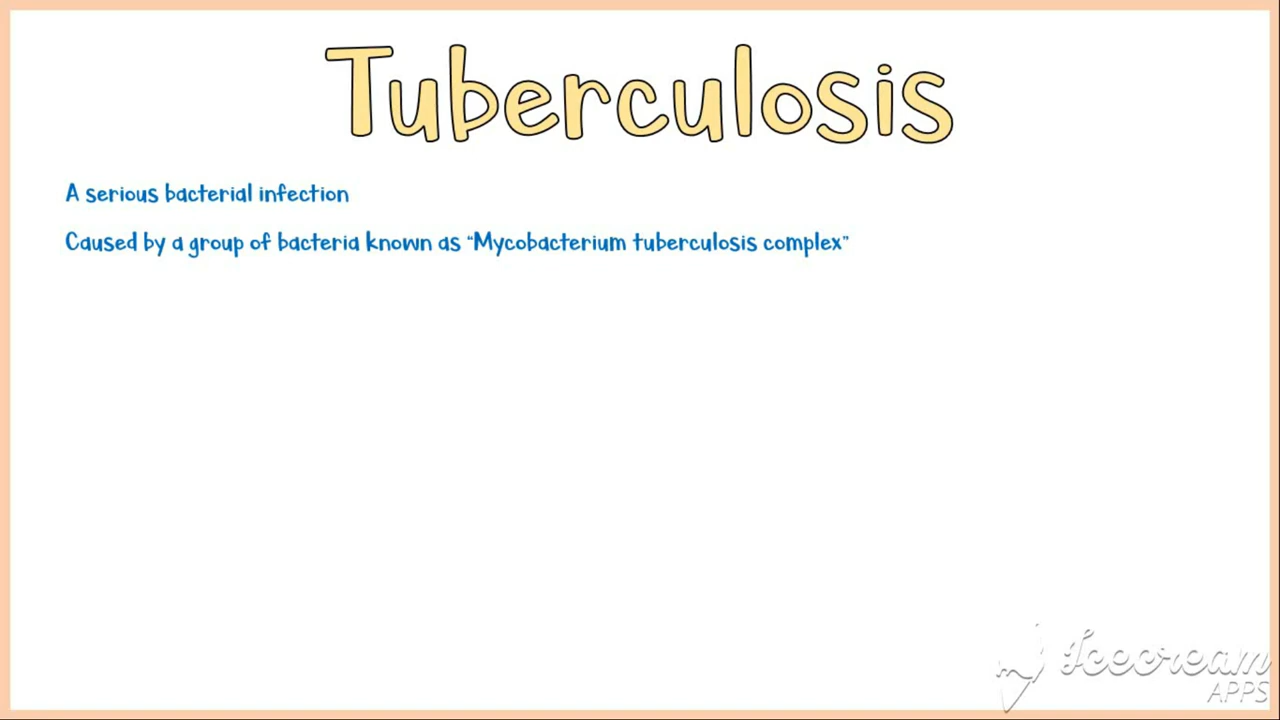 Tuberculosis
A serious bacterial infection
Caused by a group of bacteria known as “Mycobacterium tuberculosis complex”
Icecream
APPS